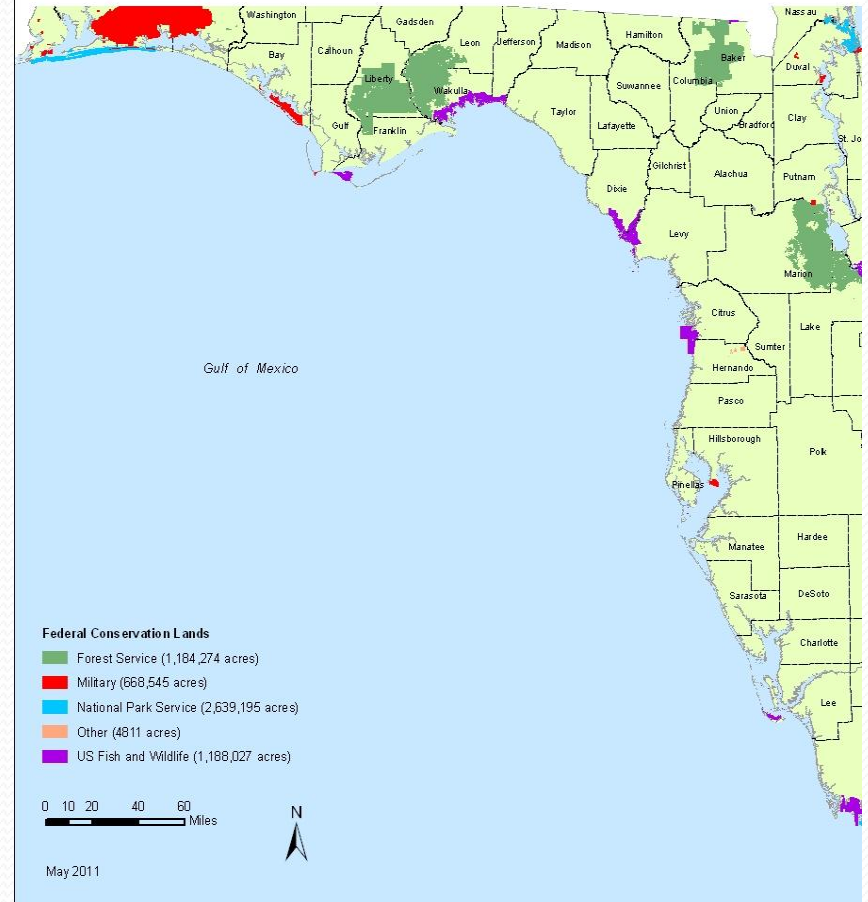 Washington
Gadsden
Nassau
Leon
Jefferson
Hamilton
Madison
Bay
Calhoun
Baker
Duval
Liberty
Columbia
Suwannee
Wakulla
Taylor
Union
Clay
Gulf
Franklin
Lafayette
Bradford
St. Jo
Gilchrist
Alachua
Putnam
Dixie
Levy
Marion
Citrus
Lake
Sumter
Hernando
Gulf of Mexico
Pasco
Hillsborough
Polk
Pinellas
Manatee
Hardee
Sarasota
DeSoto
Charlotte
Lee
Federal Conservation Lands
Forest Service (1,184,274 acres)
Military (668,545 acres)
National Park Service (2,639,195 acres)
Other (4811 acres)
US Fish and Wildlife (1,188,027 acres)
0 10 20 40 60
Miles
N
May 2011